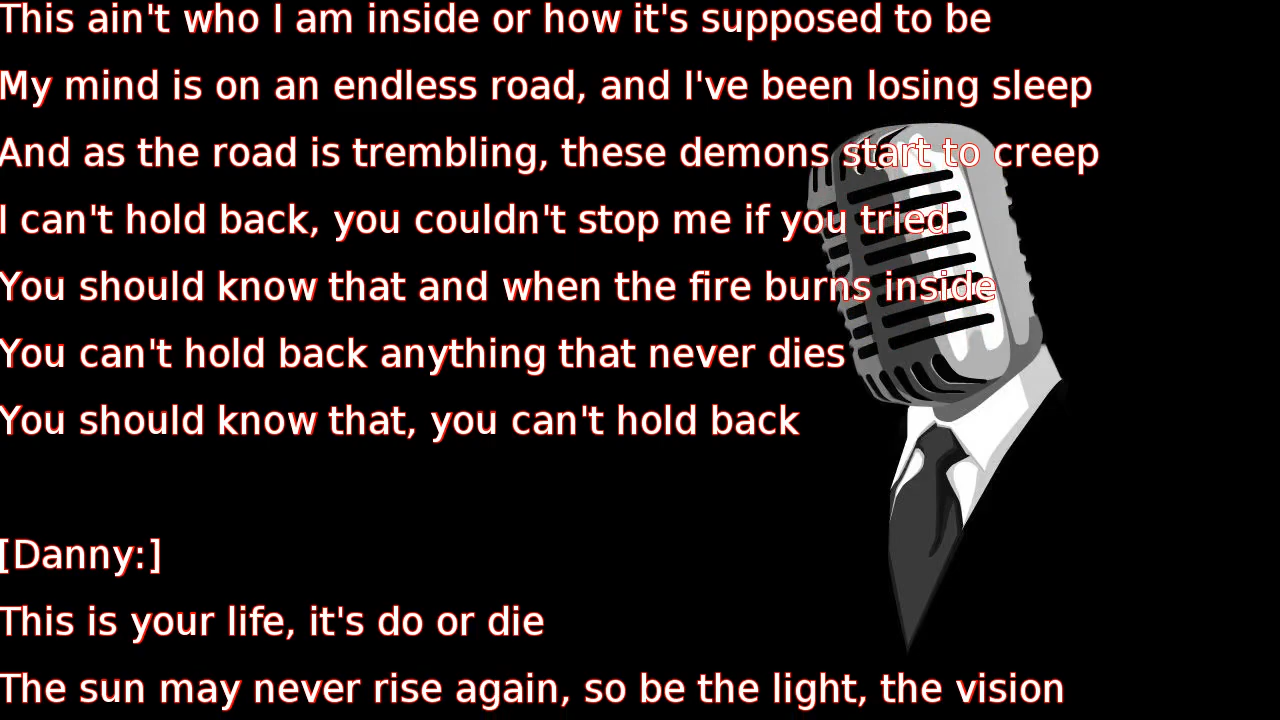 This ain't who I am inside or how it's supposed to be
My mind is on an endless road, and I've been losing sleep
And as the road is trembling, these demons start to creep
I can't hold back, you couldn't stop me if you tried
You should know that and when the fire burns inside
You can't hold back anything that never dies
You should know that, you can't hold back
[Danny:]
This is your life, it's do or die
The sun may never rise again, so be the light, the vision